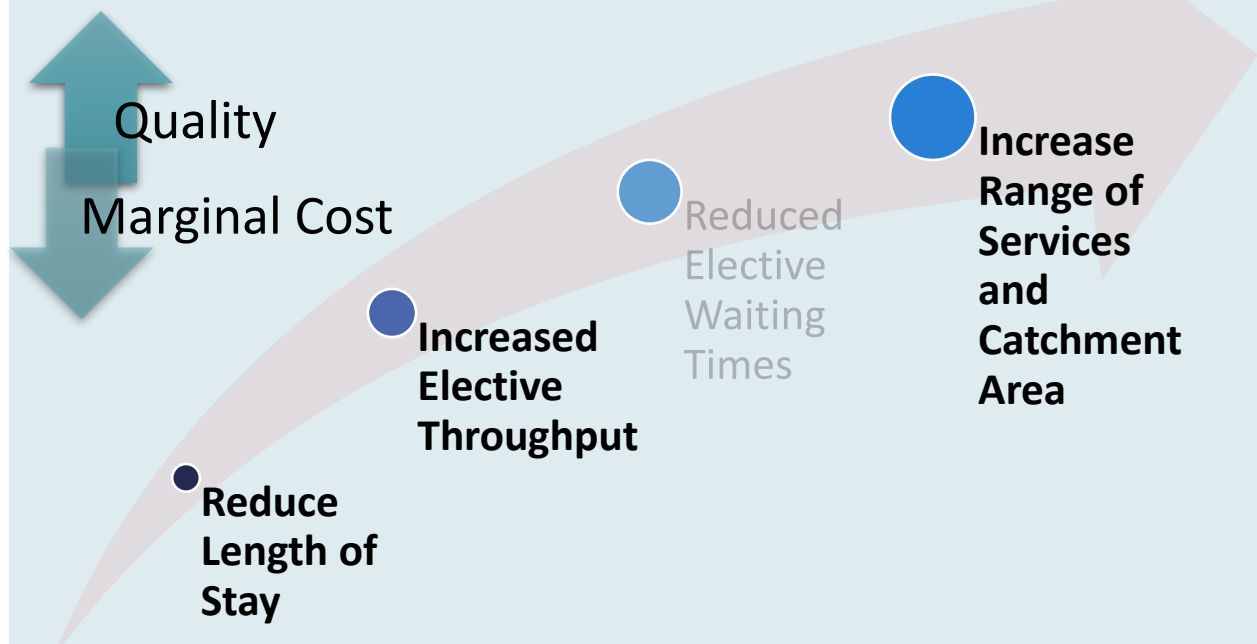 Quality
Marginal Cost
Reduce
Length of
Stay
Increased
Elective
Throughput
Reduced
Elective
Waiting
Times
Increase
Range of
Services
and
Catchment
Area